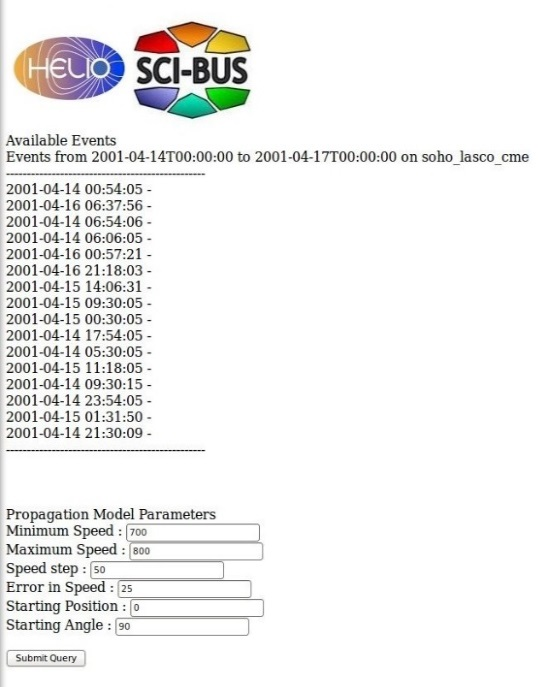 HELIO
SCI-BUS
Available Events
Events from 2001-04-14T00:00:00 to 2001-04-17T00:00:00 on soho_lasco_cme
------------------------------------------------
2001-04-14 00:54:05 -
2001-04-16 06:37:56 -
2001-04-14 06:54:06 -
2001-04-14 06:06:05 -
2001-04-16 00:57:21 -
2001-04-16 21:18:03 -
2001-04-15 14:06:31 -
2001-04-15 09:30:05 -
2001-04-15 00:30:05 -
2001-04-14 17:54:05 -
2001-04-14 05:30:05 -
2001-04-15 11:18:05 -
2001-04-14 09:30:15 -
2001-04-14 23:54:05 -
2001-04-15 01:31:50 -
2001-04-14 21:30:09 -
------------------------------------------------
Propagation Model Parameters
Minimum Speed : 700
Maximum Speed : 800
Speed step : 50
Error in Speed : 25
Starting Position : 0
Starting Angle : 90
Submit Query